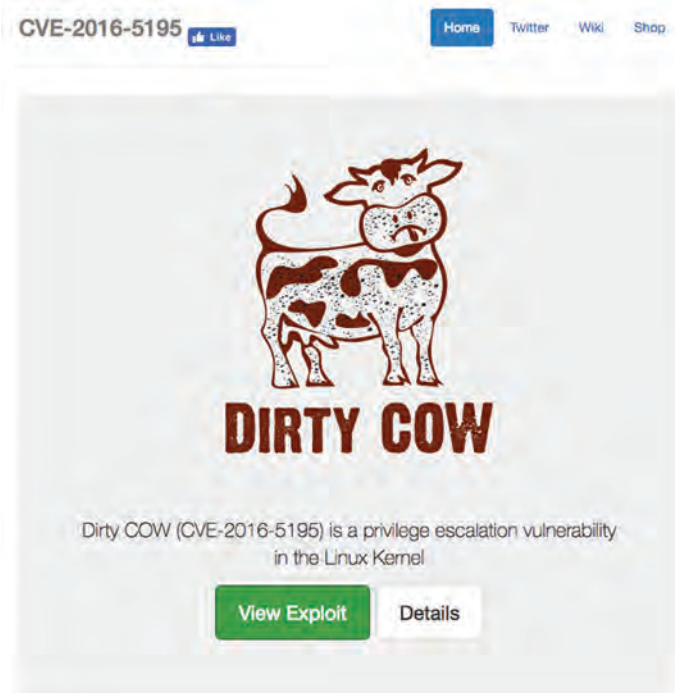 CVE-2016-5195 Like Home Twitter Wiki Shop
DIRTY COW
Dirty COW (CVE-2016-5195) is a privilege escalation vulnerability
in the Linux Kernel
View Exploit Details